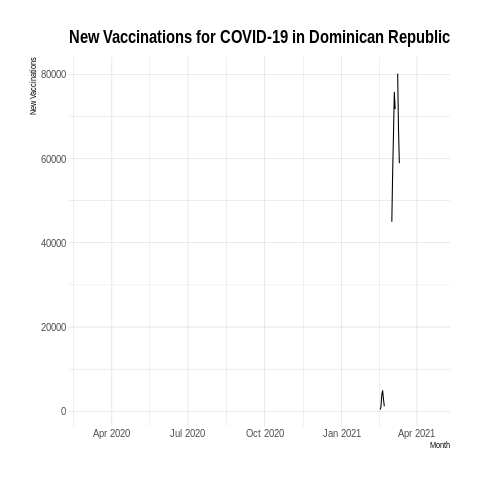 New Vaccinations for COVID-19 in Dominican Republic
New Vaccinations
80000
60000
40000
20000
0
Apr 2020 Jul 2020 Oct 2020 Jan 2021 Apr 2021
Month